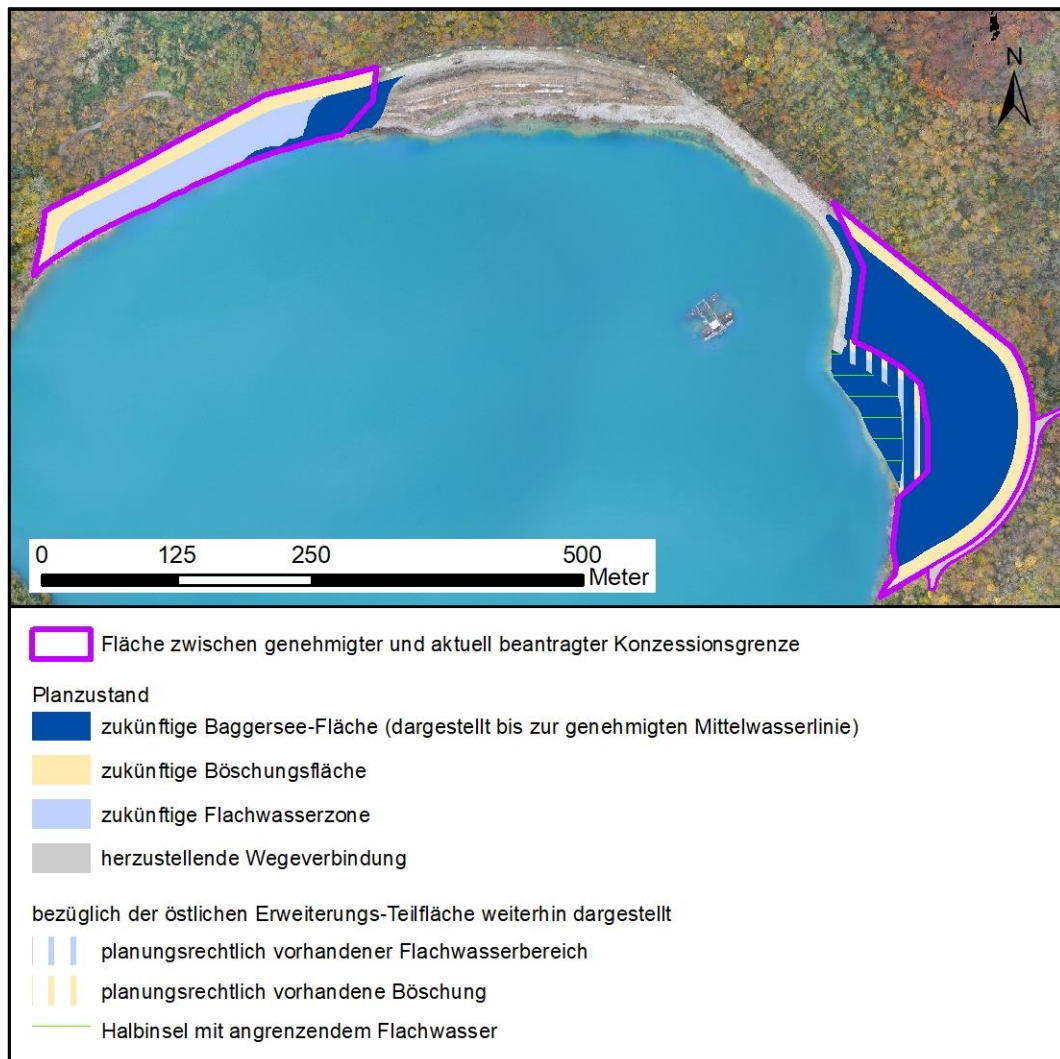 N
0 125 250 500
Meter
Fläche zwischen genehmigter und aktuell beantragter Konzessionsgrenze
Planzustand
zukünftige Baggersee-Fläche (dargestellt bis zur genehmigten Mittelwasserlinie)
zukünftige Böschungsfläche
zukünftige Flachwasserzone
herzustellende Wegeverbindung
bezüglich der östlichen Erweiterungs-Teilfläche weiterhin dargestellt
planungsrechtlich vorhandener Flachwasserbereich
planungsrechtlich vorhandene Böschung
Halbinsel mit angrenzendem Flachwasser